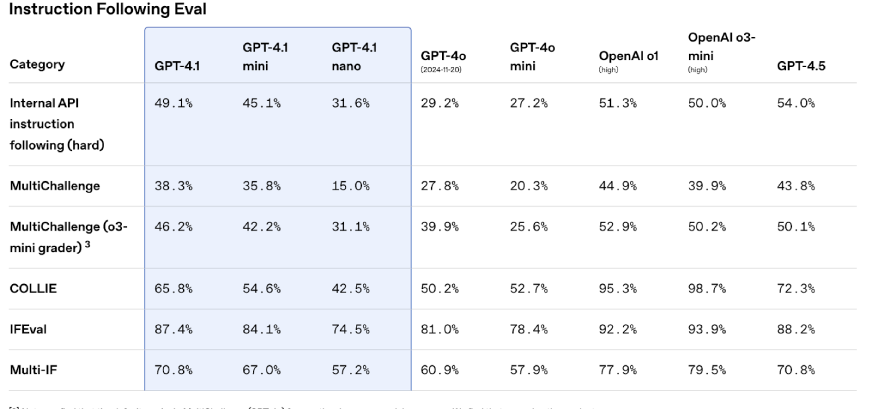 Instruction Following Eval
Category GPT-4.1 GPT-4.1 mini GPT-4.1 nano GPT-4o (2024-11-20) GPT-4o mini OpenAI o1 (high) OpenAI o3-mini (high) GPT-4.5
Internal API instruction following (hard) 49.1% 45.1% 31.6% 29.2% 27.2% 51.3% 50.0% 54.0%
MultiChallenge 38.3% 35.8% 15.0% 27.8% 20.3% 44.9% 39.9% 43.8%
MultiChallenge (o3-mini grader) 3 46.2% 42.2% 31.1% 39.9% 25.6% 52.9% 50.2% 50.1%
COLLIE 65.8% 54.6% 42.5% 50.2% 52.7% 95.3% 98.7% 72.3%
IFEval 87.4% 84.1% 74.5% 81.0% 78.4% 92.2% 93.9% 88.2%
Multi-IF 70.8% 67.0% 57.2% 60.9% 57.9% 77.9% 79.5% 70.8%